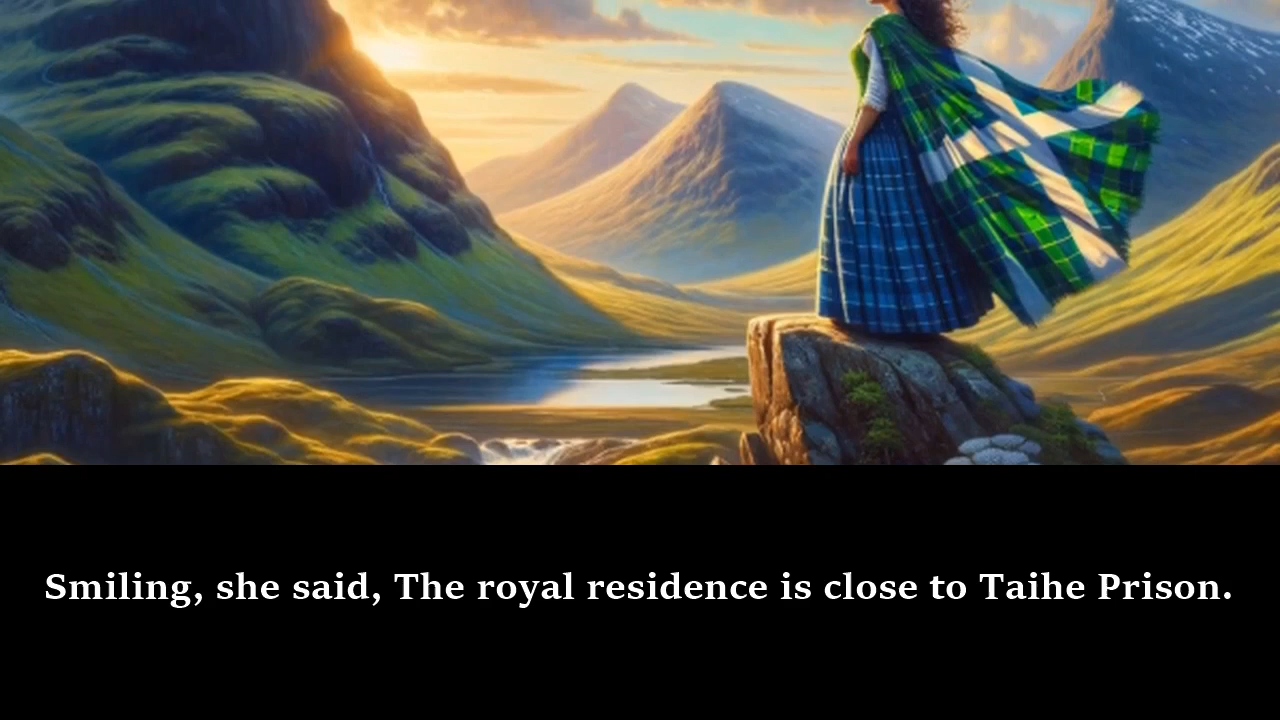 Smiling, she said, The royal residence is close to Taihe Prison.